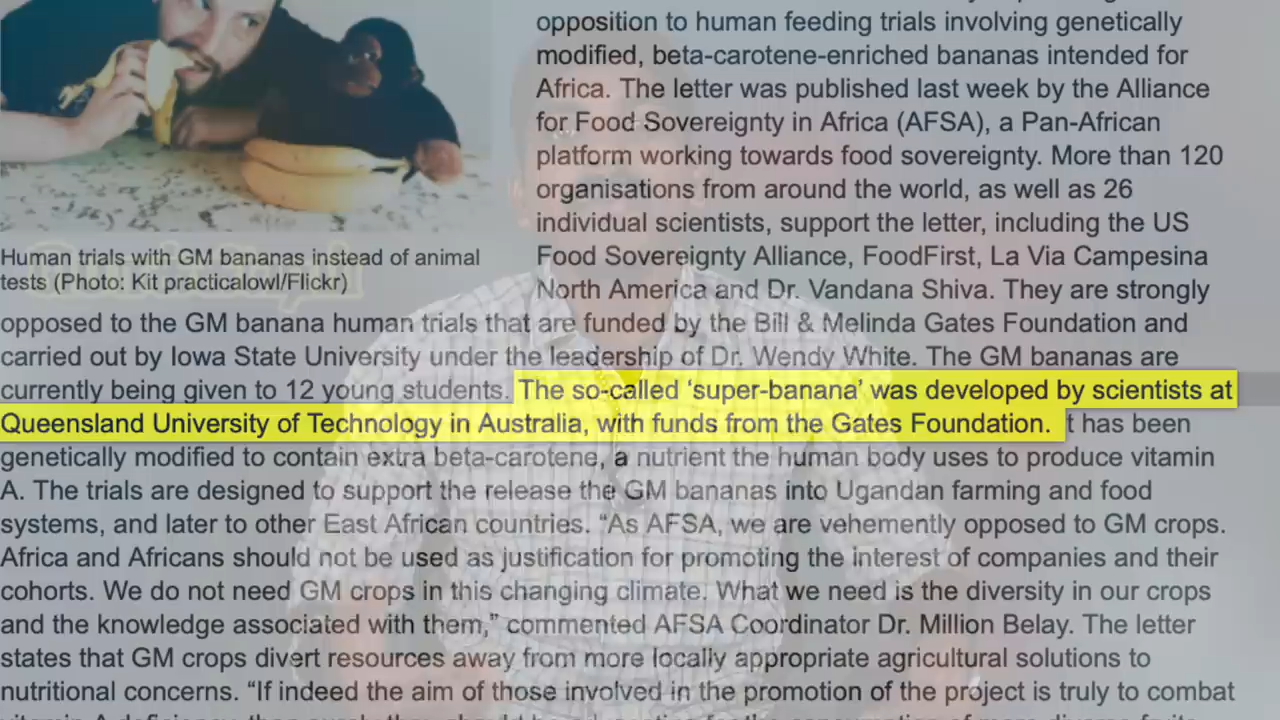 opposition to human feeding trials involving genetically
modified, beta-carotene-enriched bananas intended for
Africa. The letter was published last week by the Alliance
for Food Sovereignty in Africa (AFSA), a Pan-African
platform working towards food sovereignty. More than 120
organisations from around the world, as well as 26
individual scientists, support the letter, including the US
Food Sovereignty Alliance, FoodFirst, La Via Campesina
North America and Dr. Vandana Shiva. They are strongly
Human trials with GM bananas instead of animal
tests (Photo: Kit practicalowl/Flickr)
opposed to the GM banana human trials that are funded by the Bill & Melinda Gates Foundation and
carried out by Iowa State University under the leadership of Dr. Wendy White. The GM bananas are
currently being given to 12 young students. The so-called ‘super-banana’ was developed by scientists at
Queensland University of Technology in Australia, with funds from the Gates Foundation. t has been
genetically modified to contain extra beta-carotene, a nutrient the human body uses to produce vitamin
A. The trials are designed to support the release the GM bananas into Ugandan farming and food
systems, and later to other East African countries. “As AFSA, we are vehemently opposed to GM crops.
Africa and Africans should not be used as justification for promoting the interest of companies and their
cohorts. We do not need GM crops in this changing climate. What we need is the diversity in our crops
and the knowledge associated with them,” commented AFSA Coordinator Dr. Million Belay. The letter
states that GM crops divert resources away from more locally appropriate agricultural solutions to
nutritional concerns. “If indeed the aim of those involved in the promotion of the project is truly to combat